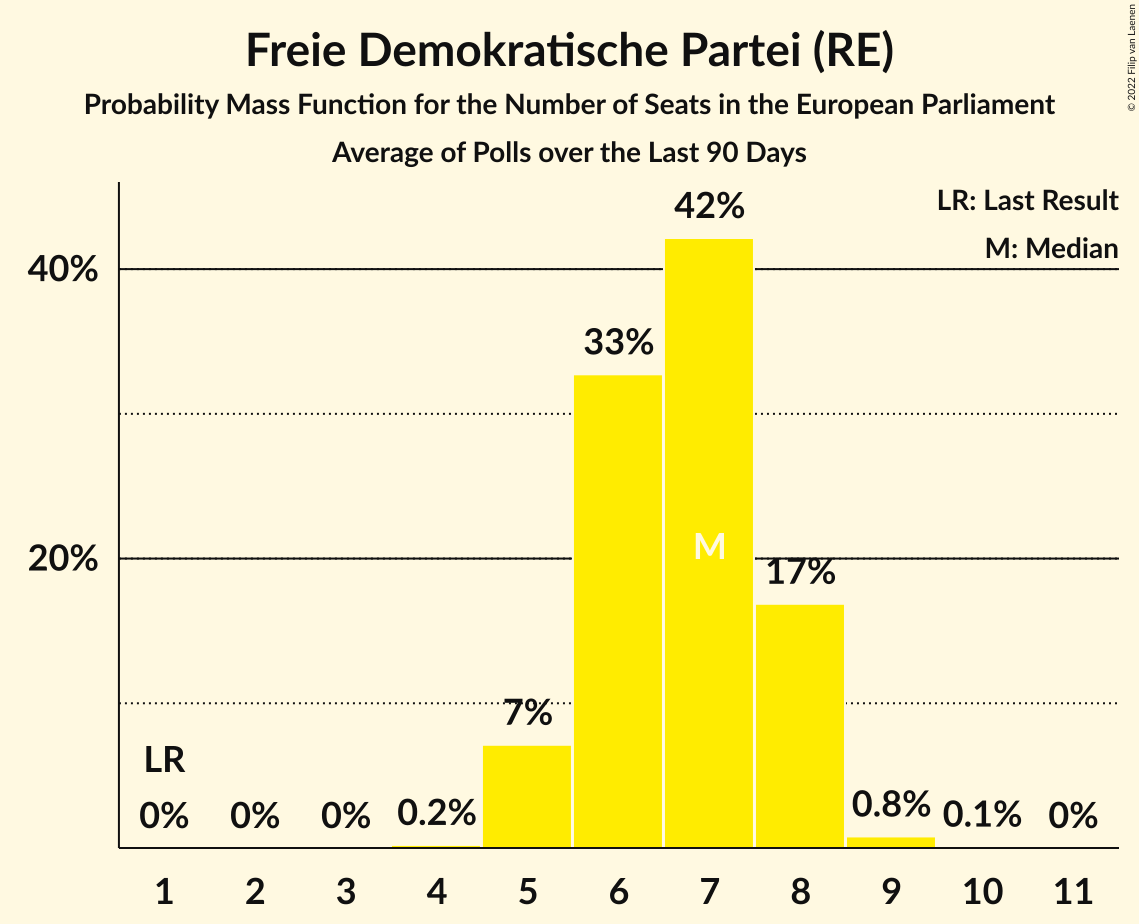 Freie Demokratische Partei (RE)
Probability Mass Function for the Number of Seats in the European Parliament
Average of Polls over the Last 90 Days
© 2022 Filip van Laenen
LR: Last Result
M: Median
42%
40%
33%
M
20%
17%
7%
LR
0% 0% 0% 0.2% 0.8% 0.1% 0%
1 2 3 4 5 6 7 8 9 10 11